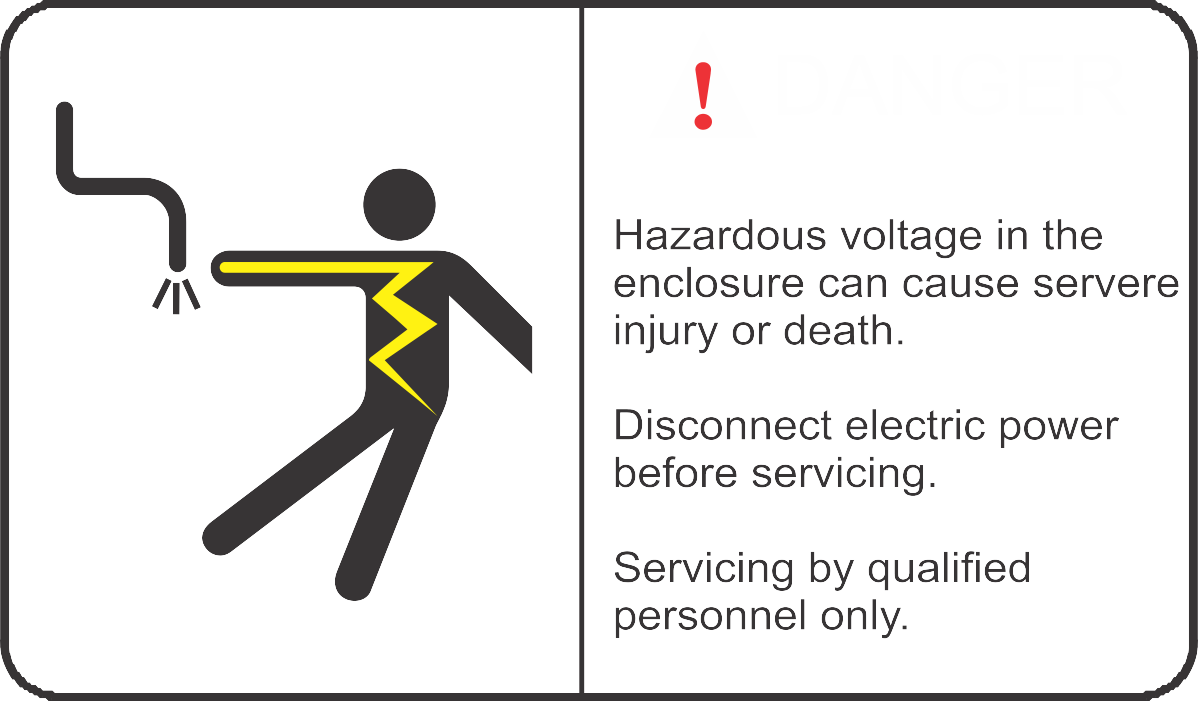 !
Hazardous voltage in the
enclosure can cause servere
injury or death.
Disconnect electric power
before servicing.
Servicing by qualified
personnel only.